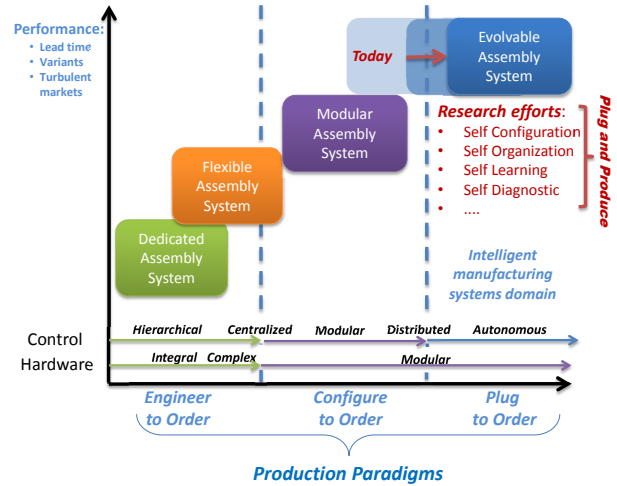 Performance:
• Lead time
• Variants
• Turbulent
markets
Today
Evolvable
Assembly
System
Modular
Assembly
System
Research efforts:
• Self Configuration
• Self Organization
• Self Learning
• Self Diagnostic
• ....
Plug and Produce
Flexible
Assembly
System
Dedicated
Assembly
System
Intelligent
manufacturing
systems domain
Control
Hierarchical Centralized Modular Distributed Autonomous
Hardware
Integral Complex Modular
Engineer
to Order
Configure
to Order
Plug
to Order
Production Paradigms